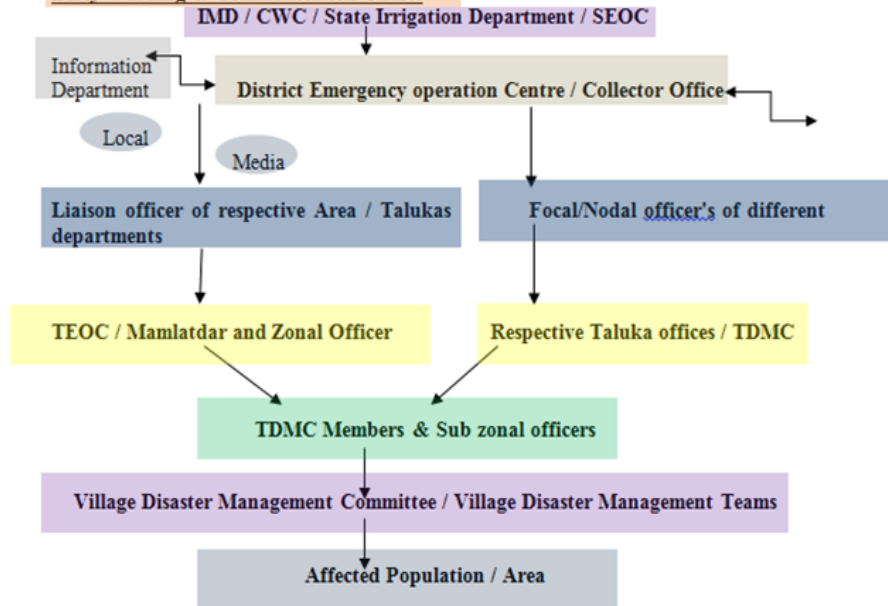 IMD / CWC / State Irrigation Department / SEOC
Information
Department
District Emergency operation Centre / Collector Office
Local
Media
Liaison officer of respective Area / Talukas
departments
Focal/Nodal officer's of different
TEOC / Mamlatdar and Zonal Officer
Respective Taluka offices / TDMC
TDMC Members & Sub zonal officers
Village Disaster Management Committee / Village Disaster Management Teams
Affected Population / Area